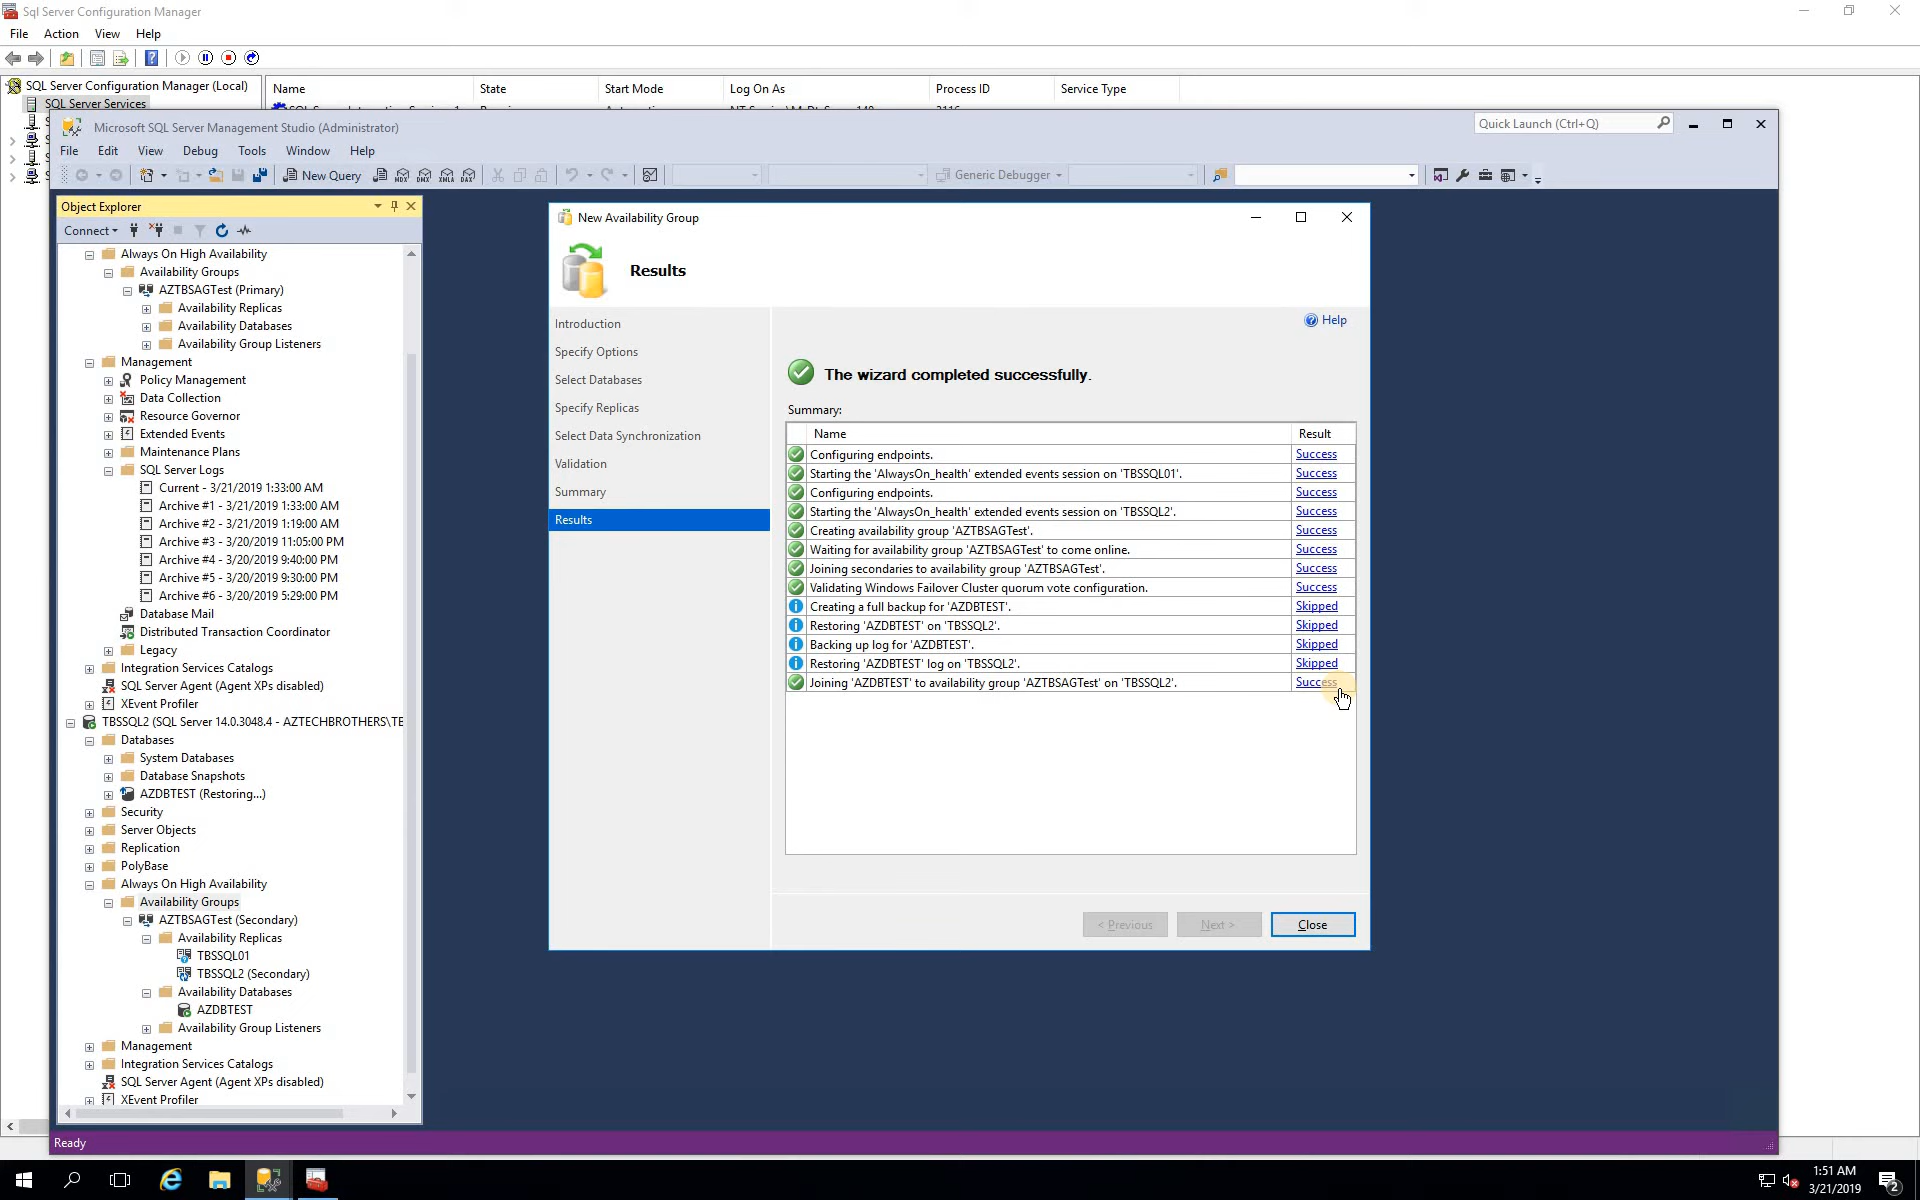 Sql Server Configuration Manager
File Action View Help
SQL Server Configuration Manager (Local)
Name State Start Mode Log On As Process ID Service Type
SQL Server Services
Microsoft SQL Server Management Studio (Administrator)
Quick Launch (Ctrl+Q)
File Edit View Debug Tools Window Help
New Query
MDX DMX XMLA DAX
Generic Debugger
Object Explorer
Connect
Always On High Availability
Availability Groups
AZTBSAGTest (Primary)
Availability Replicas
Availability Databases
Availability Group Listeners
Management
Policy Management
Data Collection
Resource Governor
Extended Events
Maintenance Plans
SQL Server Logs
Current - 3/21/2019 1:33:00 AM
Archive #1 - 3/21/2019 1:33:00 AM
Archive #2 - 3/21/2019 1:19:00 AM
Archive #3 - 3/20/2019 11:05:00 PM
Archive #4 - 3/20/2019 9:40:00 PM
Archive #5 - 3/20/2019 9:30:00 PM
Archive #6 - 3/20/2019 5:29:00 PM
Database Mail
Distributed Transaction Coordinator
Legacy
Integration Services Catalogs
SQL Server Agent (Agent XPs disabled)
XEvent Profiler
TBSSQL2 (SQL Server 14.0.3048.4 - AZTECHBROTHERS\TE
Databases
System Databases
Database Snapshots
AZDBTEST (Restoring...)
Security
Server Objects
Replication
PolyBase
Always On High Availability
Availability Groups
AZTBSAGTest (Secondary)
Availability Replicas
TBSSQL01
TBSSQL2 (Secondary)
Availability Databases
AZDBTEST
Availability Group Listeners
Management
Integration Services Catalogs
SQL Server Agent (Agent XPs disabled)
XEvent Profiler
New Availability Group
Results
Introduction
Specify Options
Select Databases
Specify Replicas
Select Data Synchronization
Validation
Summary
Results
Help
The wizard completed successfully.
Summary:
Name Result
Configuring endpoints. Success
Starting the 'AlwaysOn_health' extended events session on 'TBSSQL01'. Success
Configuring endpoints. Success
Starting the 'AlwaysOn_health' extended events session on 'TBSSQL2'. Success
Creating availability group 'AZTBSAGTest'. Success
Waiting for availability group 'AZTBSAGTest' to come online. Success
Joining secondaries to availability group 'AZTBSAGTest'. Success
Validating Windows Failover Cluster quorum vote configuration. Success
Creating a full backup for 'AZDBTEST'. Skipped
Restoring 'AZDBTEST' on 'TBSSQL2'. Skipped
Backing up log for 'AZDBTEST'. Skipped
Restoring 'AZDBTEST' log on 'TBSSQL2'. Skipped
Joining 'AZDBTEST' to availability group 'AZTBSAGTest' on 'TBSSQL2'. Success
< Previous Next > Close
Ready
1:51 AM
3/21/2019
2